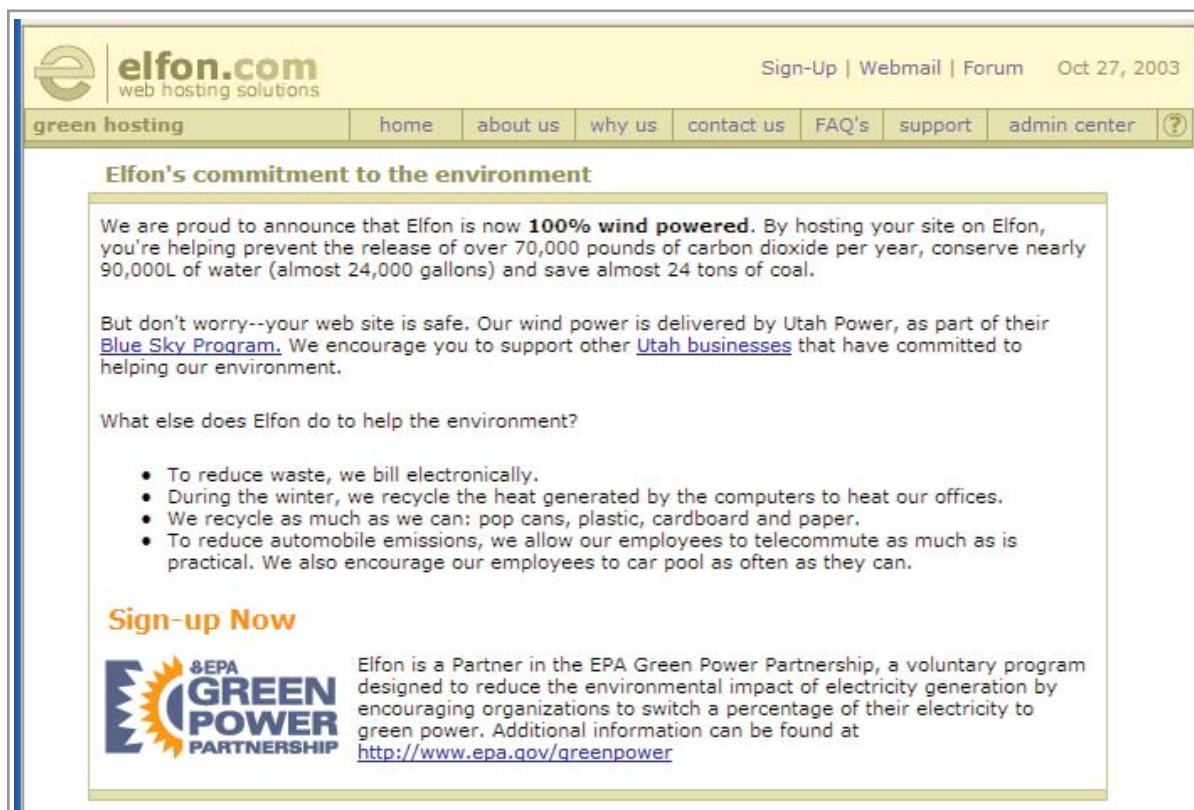 elfon.com
web hosting solutions
Sign-Up | Webmail | Forum Oct 27, 2003
green hosting home about us why us contact us FAQ's support admin center ?
Elfon's commitment to the environment
We are proud to announce that Elfon is now 100% wind powered. By hosting your site on Elfon,
you're helping prevent the release of over 70,000 pounds of carbon dioxide per year, conserve nearly
90,000L of water (almost 24,000 gallons) and save almost 24 tons of coal.
But don't worry--your web site is safe. Our wind power is delivered by Utah Power, as part of their
Blue Sky Program. We encourage you to support other Utah businesses that have committed to
helping our environment.
What else does Elfon do to help the environment?
• To reduce waste, we bill electronically.
• During the winter, we recycle the heat generated by the computers to heat our offices.
• We recycle as much as we can: pop cans, plastic, cardboard and paper.
• To reduce automobile emissions, we allow our employees to telecommute as much as is
practical. We also encourage our employees to car pool as often as they can.
Sign-up Now
EPA
GREEN
POWER
PARTNERSHIP
Elfon is a Partner in the EPA Green Power Partnership, a voluntary program
designed to reduce the environmental impact of electricity generation by
encouraging organizations to switch a percentage of their electricity to
green power. Additional information can be found at
http://www.epa.gov/greenpower